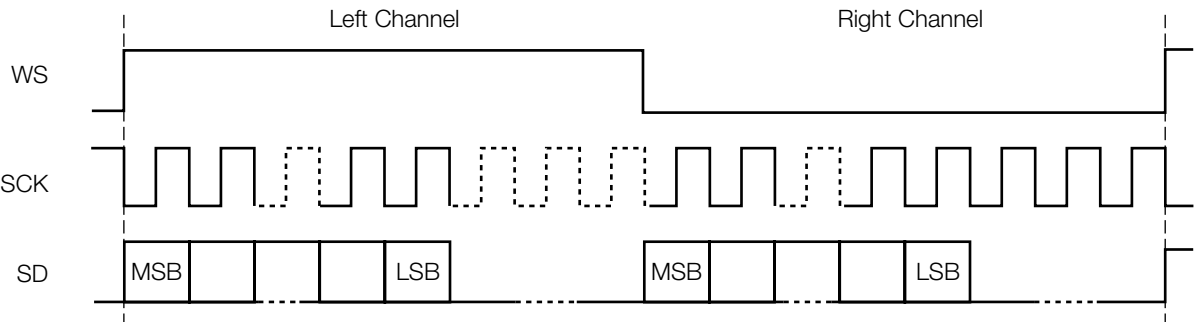 Left Channel Right Channel
WS
SCK
SD MSB LSB MSB LSB